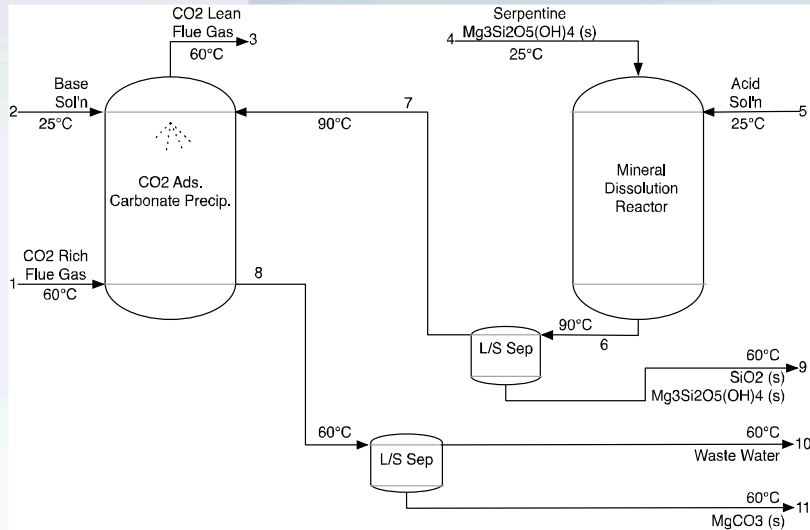 CO2 Lean
Flue Gas
60°C
3
Serpentine
Mg3Si2O5(OH)4 (s)
4
25°C
Base
Sol'n
2
25°C
7
90°C
Acid
Sol'n
5
25°C
CO2 Ads.
Carbonate Precip.
Mineral
Dissolution
Reactor
CO2 Rich
Flue Gas
1
60°C
8
90°C
6
L/S Sep
60°C
9
SiO2 (s)
Mg3Si2O5(OH)4 (s)
60°C
L/S Sep
60°C
10
Waste Water
60°C
11
MgCO3 (s)